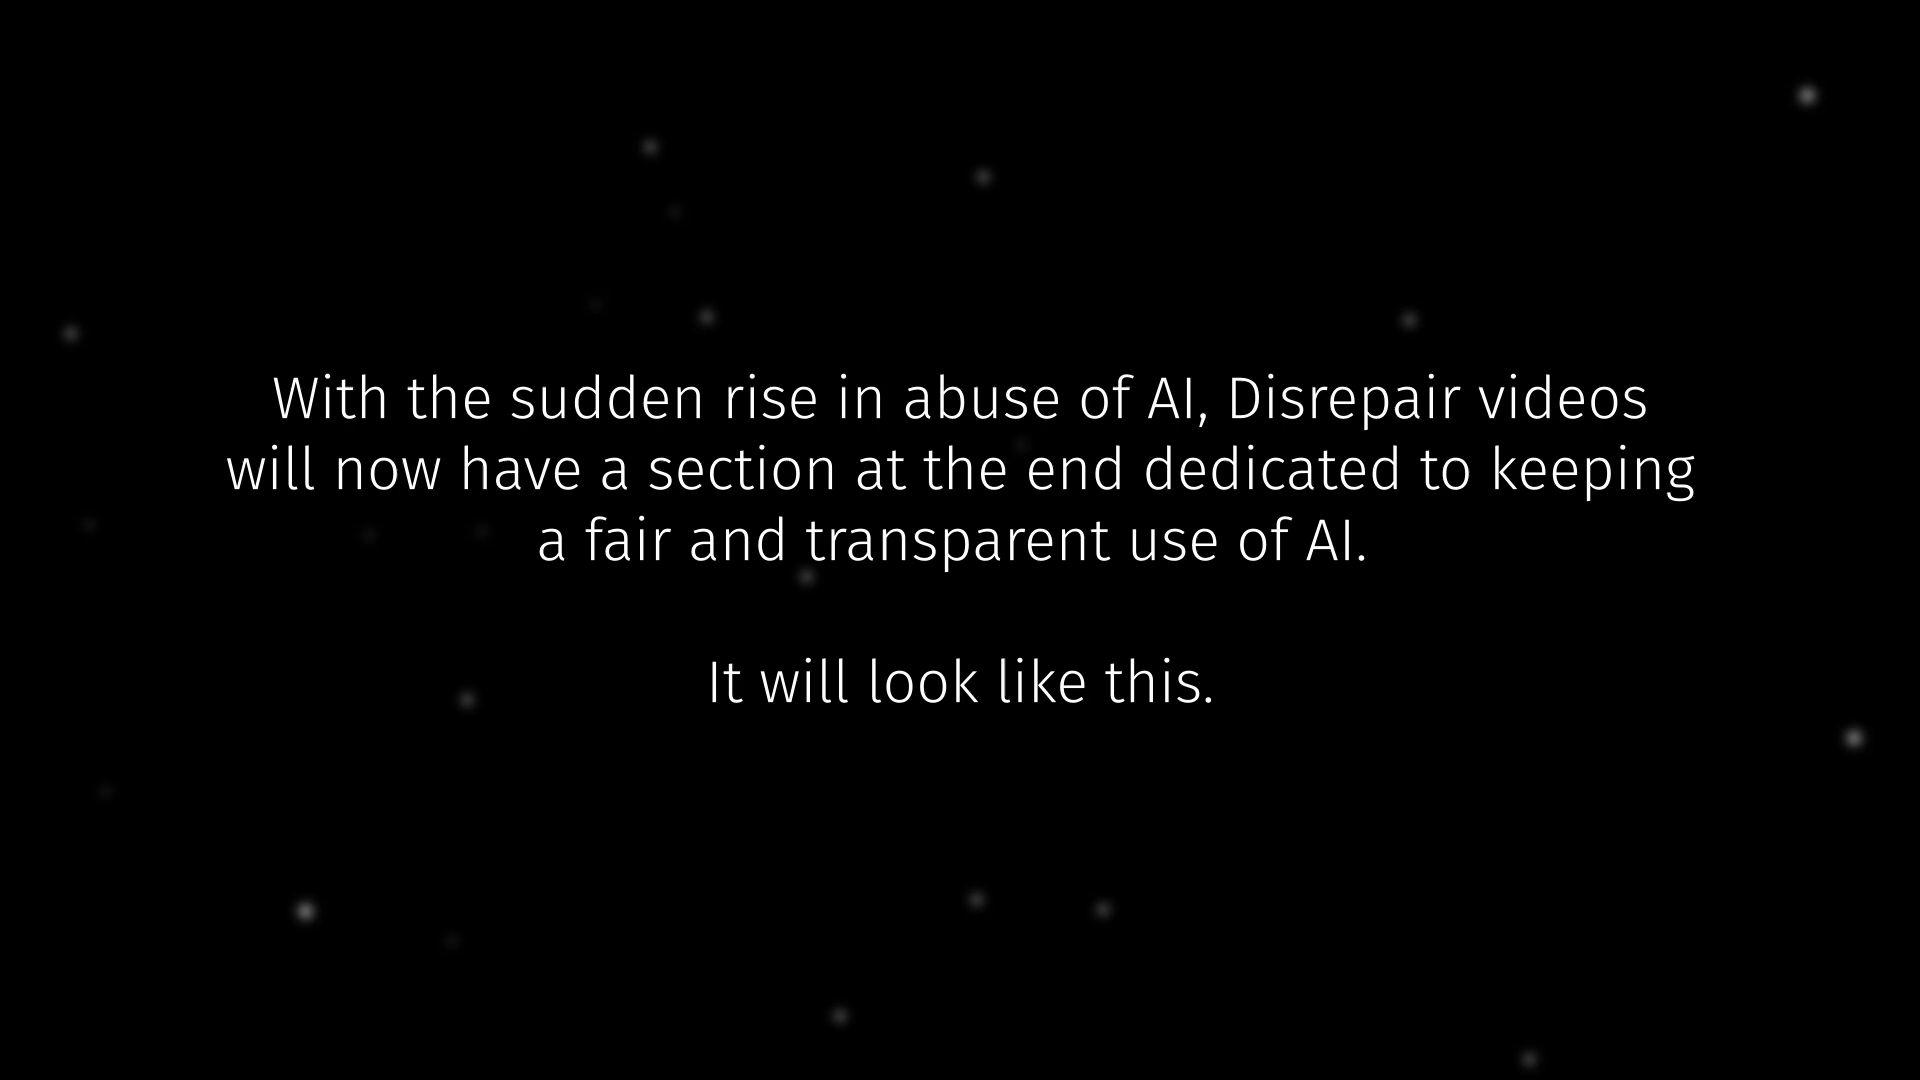 With the sudden rise in abuse of AI, Disrepair videos
will now have a section at the end dedicated to keeping
a fair and transparent use of AI.
It will look like this.